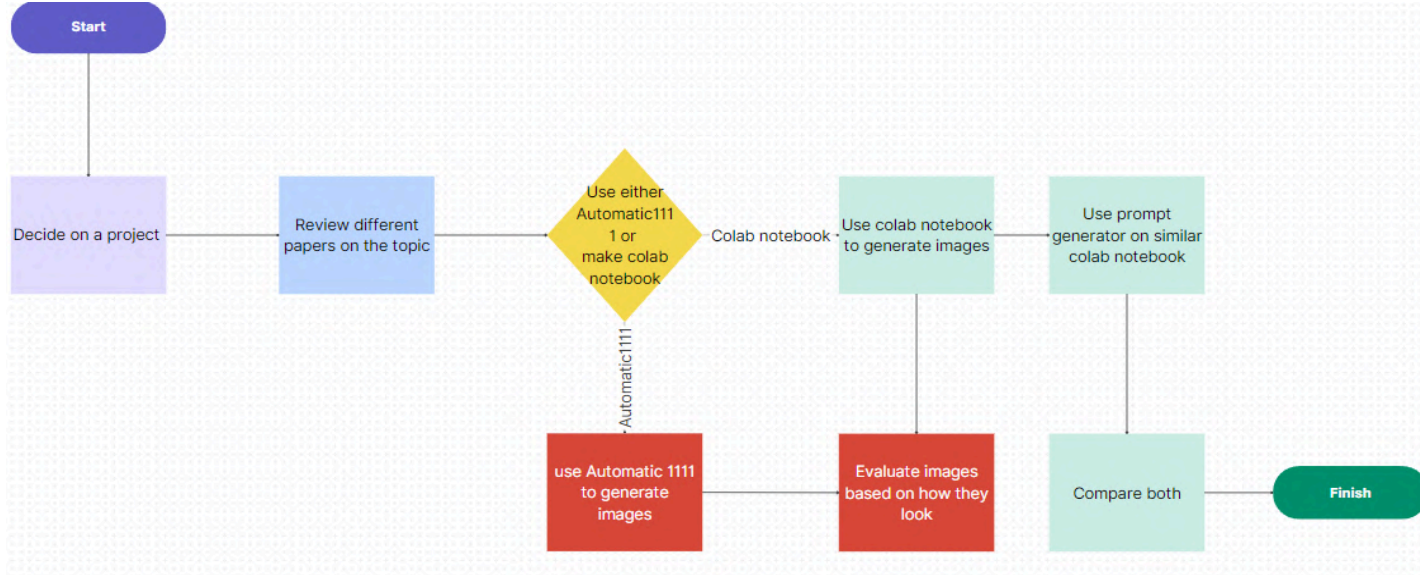 Start
Decide on a project
Review different
papers on the topic
Use either
Automatic111
1 or
make colab
notebook
Colab notebook
Use colab notebook
to generate images
Use prompt
generator on similar
colab notebook
Automatic1111
use Automatic 1111
to generate
images
Evaluate images
based on how they
look
Compare both
Finish